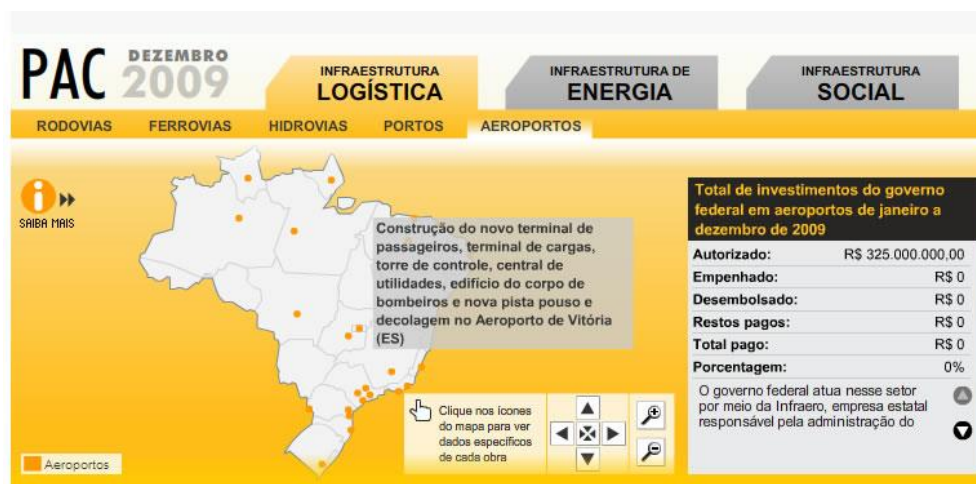 PAC DEZEMBRO
2009
INFRAESTRUTURA
LOGÍSTICA
INFRAESTRUTURA DE
ENERGIA
INFRAESTRUTURA
SOCIAL
RODOVIAS FERROVIAS HIDROVIAS PORTOS AEROPORTOS
SAIBA MAIS
Construção do novo terminal de
passageiros, terminal de cargas,
torre de controle, central de
utilidades, edifício do corpo de
bombeiros e nova pista pouso e
decolagem no Aeroporto de Vitória
(ES)
Clique nos ícones
do mapa para ver
dados específicos
de cada obra
Aeroportos
Total de investimentos do governo
federal em aeroportos de janeiro a
dezembro de 2009
Autorizado: R$ 325.000.000,00
Empenhado: R$ 0
Desembolsado: R$ 0
Restos pagos: R$ 0
Total pago: R$ 0
Porcentagem: 0%
O governo federal atua nesse setor
por meio da Infraero, empresa estatal
responsável pela administração do